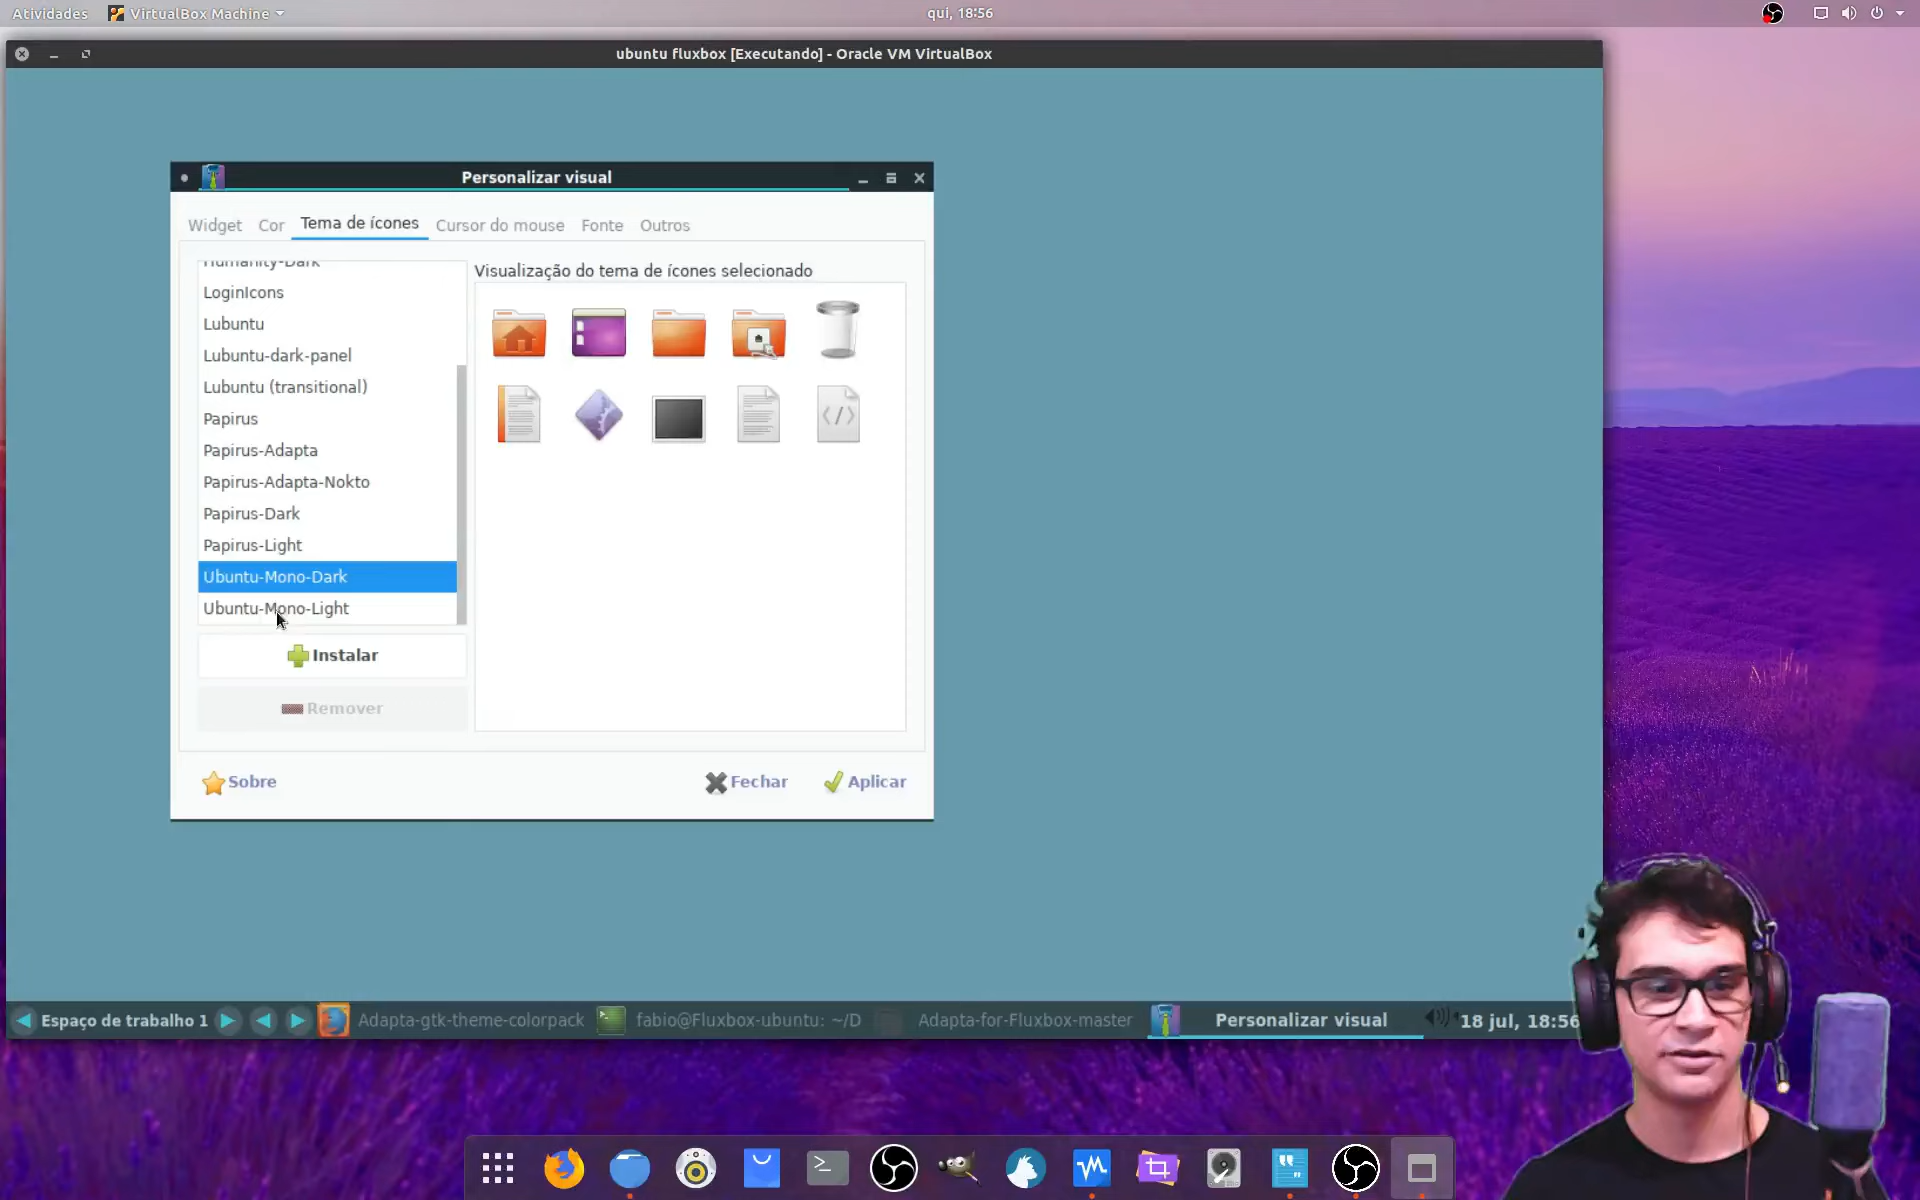 Atividades
VirtualBox Machine
qui, 18:56
ubuntu fluxbox [Executando] - Oracle VM VirtualBox
Personalizar visual
Widget
Cor
Tema de ícones
Cursor do mouse
Fonte
Outros
Humanity-Dark
LoginIcons
Lubuntu
Lubuntu-dark-panel
Lubuntu (transitional)
Papirus
Papirus-Adapta
Papirus-Adapta-Nokto
Papirus-Dark
Papirus-Light
Ubuntu-Mono-Dark
Ubuntu-Mono-Light
Visualização do tema de ícones selecionado
Instalar
Remover
Sobre
Fechar
Aplicar
Espaço de trabalho 1
Adapta-gtk-theme-colorpack
fabio@Fluxbox-ubuntu: ~/D
Adapta-for-Fluxbox-master
Personalizar visual
18 jul, 18:56